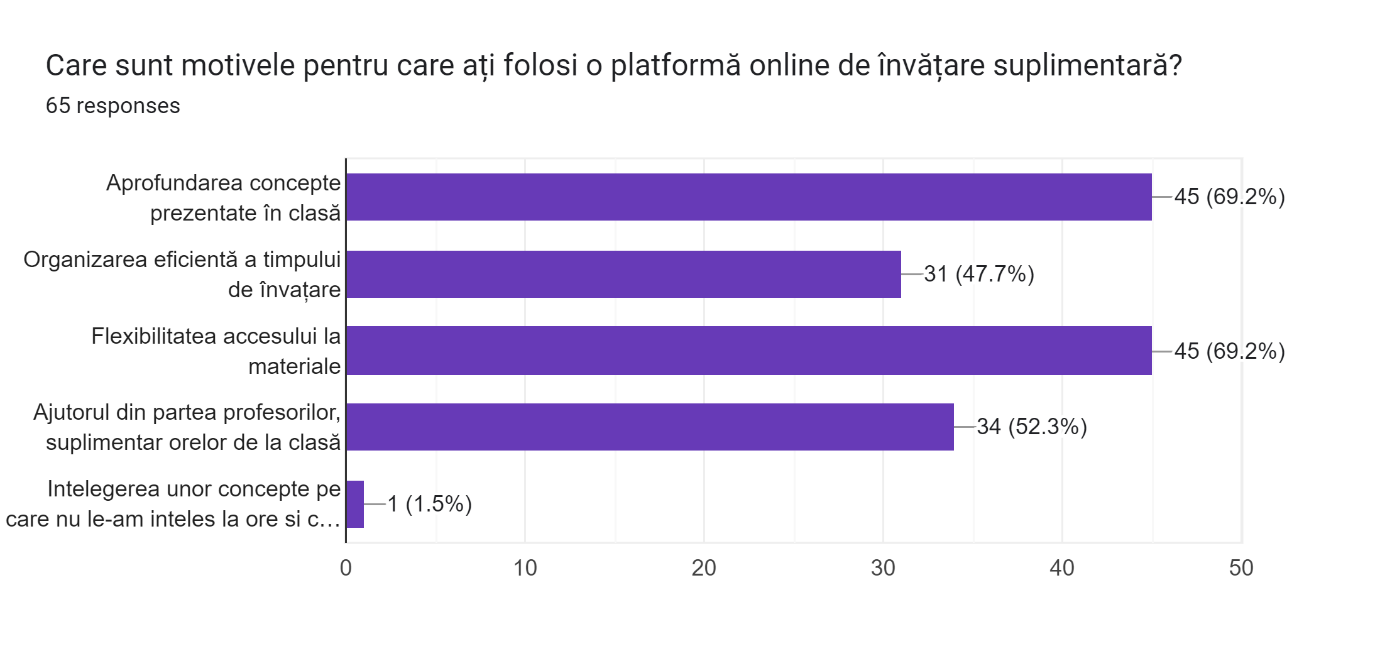 Care sunt motivele pentru care ați folosi o platformă online de învățare suplimentară?
65 responses
Aprofundarea concepte
prezentate în clasă
45 (69.2%)
Organizarea eficientă a timpului
de învațare
31 (47.7%)
Flexibilitatea accesului la
materiale
45 (69.2%)
Ajutorul din partea profesorilor,
suplimentar orelor de la clasă
34 (52.3%)
Intelegerea unor concepte pe
care nu le-am inteles la ore si c…
1 (1.5%)
0 10 20 30 40 50